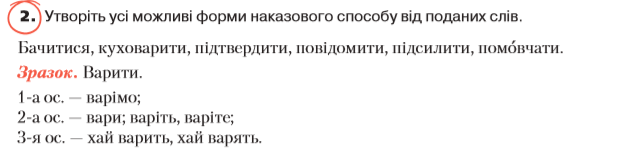 2. Утворіть усі можливі форми наказового способу від поданих слів.
Бачитися, куховарити, підтвердити, повідомити, підсилити, помо́вчати.
Зразок. Варити.
1-а ос. — варімо;
2-а ос. — вари; варіть, варіте;
3-я ос. — хай варить, хай варять.